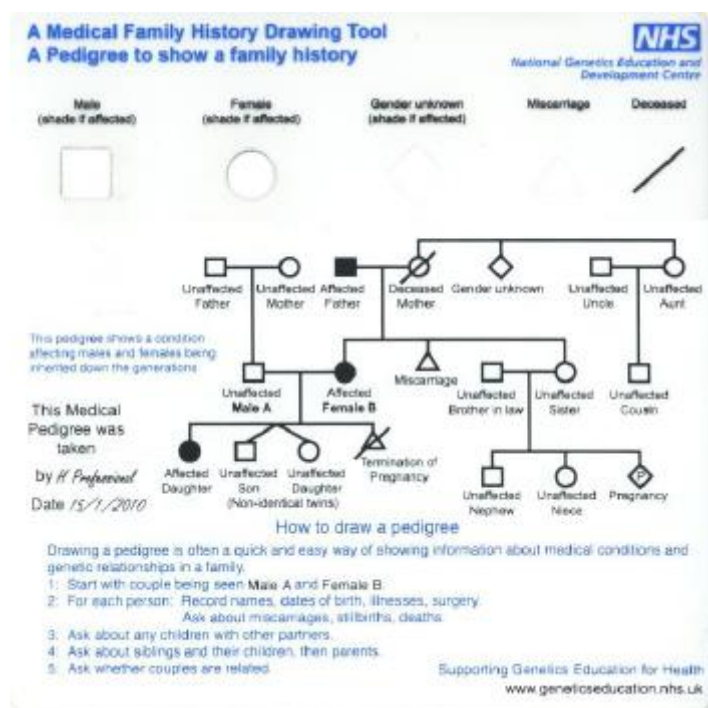 A Medical Family History Drawing Tool
A Pedigree to show a family history
NHS
National Genetics Education and
Development Centre
Male
(shade if affected)
Female
(shade if affected)
Gender unknown
(shade if affected)
Miscarriage
Deceased
Unaffected
Father
Unaffected
Mother
Affected
Father
Deceased
Mother
Gender unknown
Unaffected
Uncle
Unaffected
Aunt
This pedigree shows a condition
affecting males and females being
inherited down the generations
Unaffected
Male A
Affected
Female B
Miscarriage
Unaffected
Brother in law
Unaffected
Sister
Unaffected
Cousin
This Medical
Pedigree was
taken
by H Professional
Date 15/1/2010
Affected
Daughter
Unaffected
Son
Unaffected
Daughter
(Non-identical twins)
Termination of
Pregnancy
Unaffected
Nephew
Unaffected
Niece
P
Pregnancy
How to draw a pedigree
Drawing a pedigree is often a quick and easy way of showing information about medical conditions and
genetic relationships in a family.
1: Start with couple being seen Male A and Female B.
2: For each person: Record names, dates of birth, illnesses, surgery.
Ask about miscarriages, stillbirths, deaths.
3: Ask about any children with other partners.
4: Ask about siblings and their children, then parents.
5: Ask whether couples are related.
Supporting Genetics Education for Health
www.geneticseducation.nhs.uk